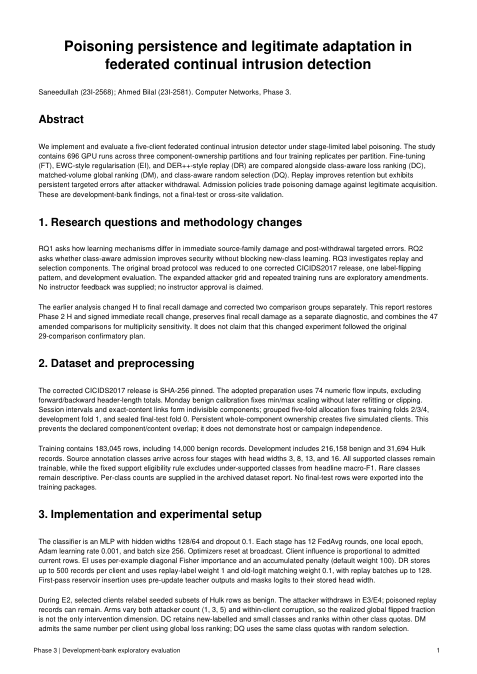 Poisoning persistence and legitimate adaptation in
federated continual intrusion detection
Saneedullah (23I-2568); Ahmed Bilal (23I-2581). Computer Networks, Phase 3.
Abstract
We implement and evaluate a five-client federated continual intrusion detector under stage-limited label poisoning. The study
contains 696 GPU runs across three component-ownership partitions and four training replicates per partition. Fine-tuning
(FT), EWC-style regularisation (EI), and DER++-style replay (DR) are compared alongside class-aware loss ranking (DC),
matched-volume global ranking (DM), and class-aware random selection (DQ). Replay improves retention but exhibits
persistent targeted errors after attacker withdrawal. Admission policies trade poisoning damage against legitimate acquisition.
These are development-bank findings, not a final-test or cross-site validation.
1. Research questions and methodology changes
RQ1 asks how learning mechanisms differ in immediate source-family damage and post-withdrawal targeted errors. RQ2
asks whether class-aware admission improves security without blocking new-class learning. RQ3 investigates replay and
selection components. The original broad protocol was reduced to one corrected CICIDS2017 release, one label-flipping
pattern, and development evaluation. The expanded attacker grid and repeated training runs are exploratory amendments.
No instructor feedback was supplied; no instructor approval is claimed.
The earlier analysis changed H to final recall damage and corrected two comparison groups separately. This report restores
Phase 2 H and signed immediate recall change, preserves final recall damage as a separate diagnostic, and combines the 47
amended comparisons for multiplicity sensitivity. It does not claim that this changed experiment followed the original
29-comparison confirmatory plan.
2. Dataset and preprocessing
The corrected CICIDS2017 release is SHA-256 pinned. The adopted preparation uses 74 numeric flow inputs, excluding
forward/backward header-length totals. Monday benign calibration fixes min/max scaling without later refitting or clipping.
Session intervals and exact-content links form indivisible components; grouped five-fold allocation fixes training folds 2/3/4,
development fold 1, and sealed final-test fold 0. Persistent whole-component ownership creates five simulated clients. This
prevents the declared component/content overlap; it does not demonstrate host or campaign independence.
Training contains 183,045 rows, including 14,000 benign records. Development includes 216,158 benign and 31,694 Hulk
records. Source annotation classes arrive across four stages with head widths 3, 8, 13, and 16. All supported classes remain
trainable, while the fixed support eligibility rule excludes under-supported classes from headline macro-F1. Rare classes
remain descriptive. Per-class counts are supplied in the archived dataset report. No final-test rows were exported into the
training packages.
3. Implementation and experimental setup
The classifier is an MLP with hidden widths 128/64 and dropout 0.1. Each stage has 12 FedAvg rounds, one local epoch,
Adam learning rate 0.001, and batch size 256. Optimizers reset at broadcast. Client influence is proportional to admitted
current rows. EI uses per-example diagonal Fisher importance and an accumulated penalty (default weight 100). DR stores
up to 500 records per client and uses replay-label weight 1 and old-logit matching weight 0.1, with replay batches up to 128.
First-pass reservoir insertion uses pre-update teacher outputs and masks logits to their stored head width.
During E2, selected clients relabel seeded subsets of Hulk rows as benign. The attacker withdraws in E3/E4; poisoned replay
records can remain. Arms vary both attacker count (1, 3, 5) and within-client corruption, so the realized global flipped fraction
is not the only intervention dimension. DC retains new-labelled and small classes and ranks within other class quotas. DM
admits the same number per client using global loss ranking; DQ uses the same class quotas with random selection.
Phase 3 | Development-bank exploratory evaluation
1